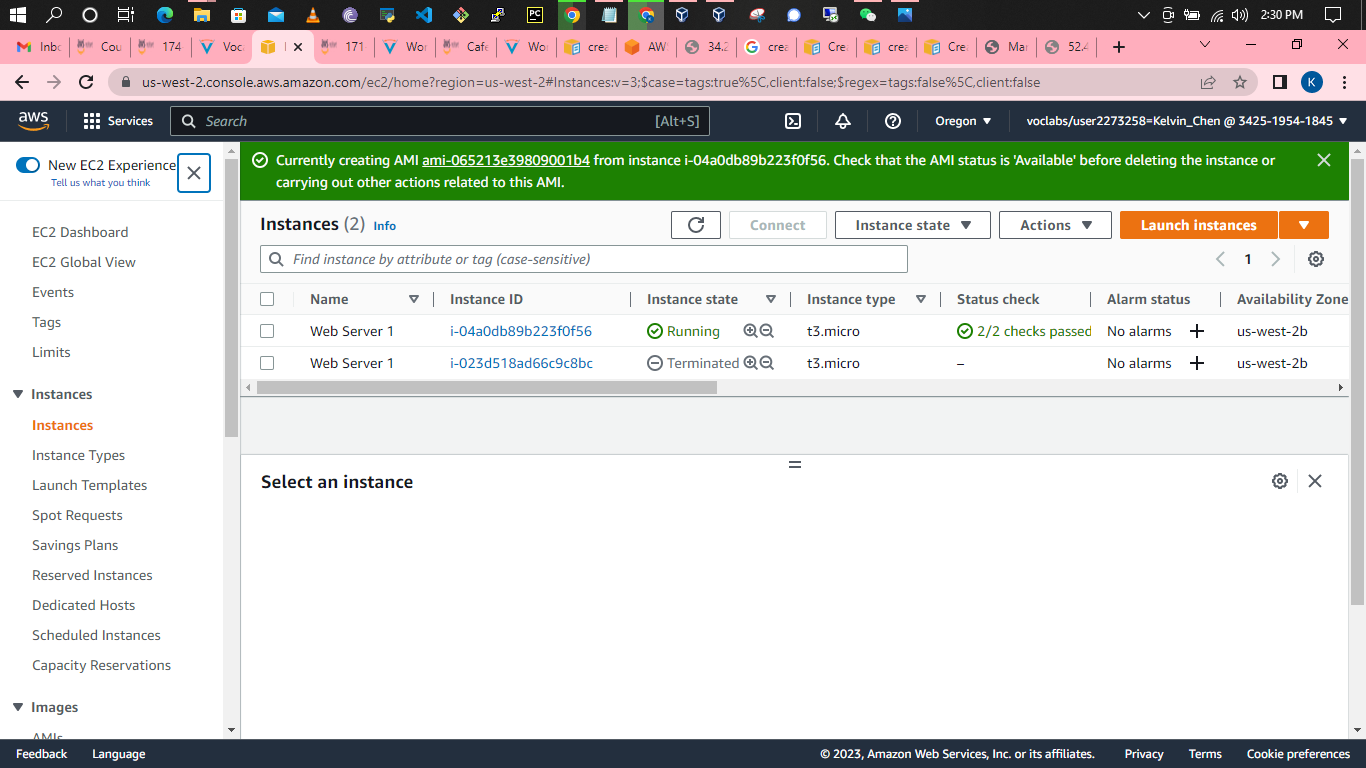 2:30 PM
Inb
Cou
174
Voca
I
171
Wor
Cafe
Wor
crea
AWS
34.2
crea
Crea
crea
Crea
Mar
52.4
us-west-2.console.aws.amazon.com/ec2/home?region=us-west-2#Instances:v=3;$case=tags:true%5C,client:false;$regex=tags:false%5C,client:false
K
aws
Services
Search
[Alt+S]
Oregon
voclabs/user2273258=Kelvin_Chen @ 3425-1954-1845
New EC2 Experience
Tell us what you think
EC2 Dashboard
EC2 Global View
Events
Tags
Limits
Instances
Instances
Instance Types
Launch Templates
Spot Requests
Savings Plans
Reserved Instances
Dedicated Hosts
Scheduled Instances
Capacity Reservations
Images
AMIs
Currently creating AMI ami-065213e39809001b4 from instance i-04a0db89b223f0f56. Check that the AMI status is 'Available' before deleting the instance or
carrying out other actions related to this AMI.
Instances (2) Info
Connect
Instance state
Actions
Launch instances
Find instance by attribute or tag (case-sensitive)
1
Name Instance ID Instance state Instance type Status check Alarm status Availability Zone
Web Server 1 i-04a0db89b223f0f56 Running t3.micro 2/2 checks passed No alarms us-west-2b
Web Server 1 i-023d518ad66c9c8bc Terminated t3.micro – No alarms us-west-2b
Select an instance
Feedback Language © 2023, Amazon Web Services, Inc. or its affiliates. Privacy Terms Cookie preferences